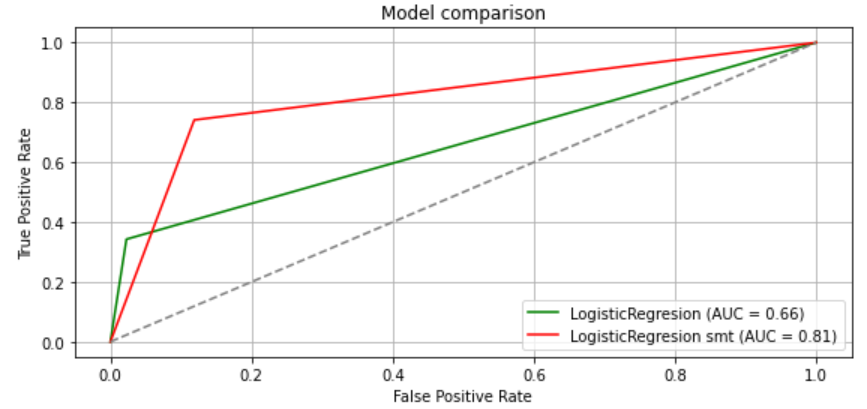 Model comparison
1.0
0.8
0.6
0.4
0.2
0.0
True Positive Rate
LogisticRegresion (AUC = 0.66)
LogisticRegresion smt (AUC = 0.81)
0.0 0.2 0.4 0.6 0.8 1.0
False Positive Rate